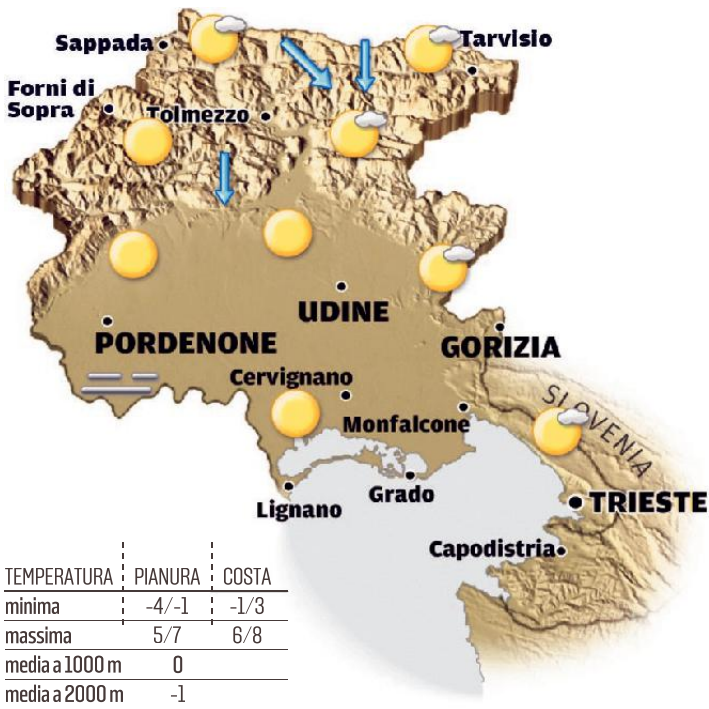 Sappada
Tarvisio
Forni di
Sopra
Tolmezzo
UDINE
PORDENONE
GORIZIA
Cervignano
SLOVENIA
Monfalcone
Grado
Lignano
TRIESTE
Capodistria
TEMPERATURA PIANURA COSTA
minima -4/-1 -1/3
massima 5/7 6/8
media a 1000 m 0
media a 2000 m -1